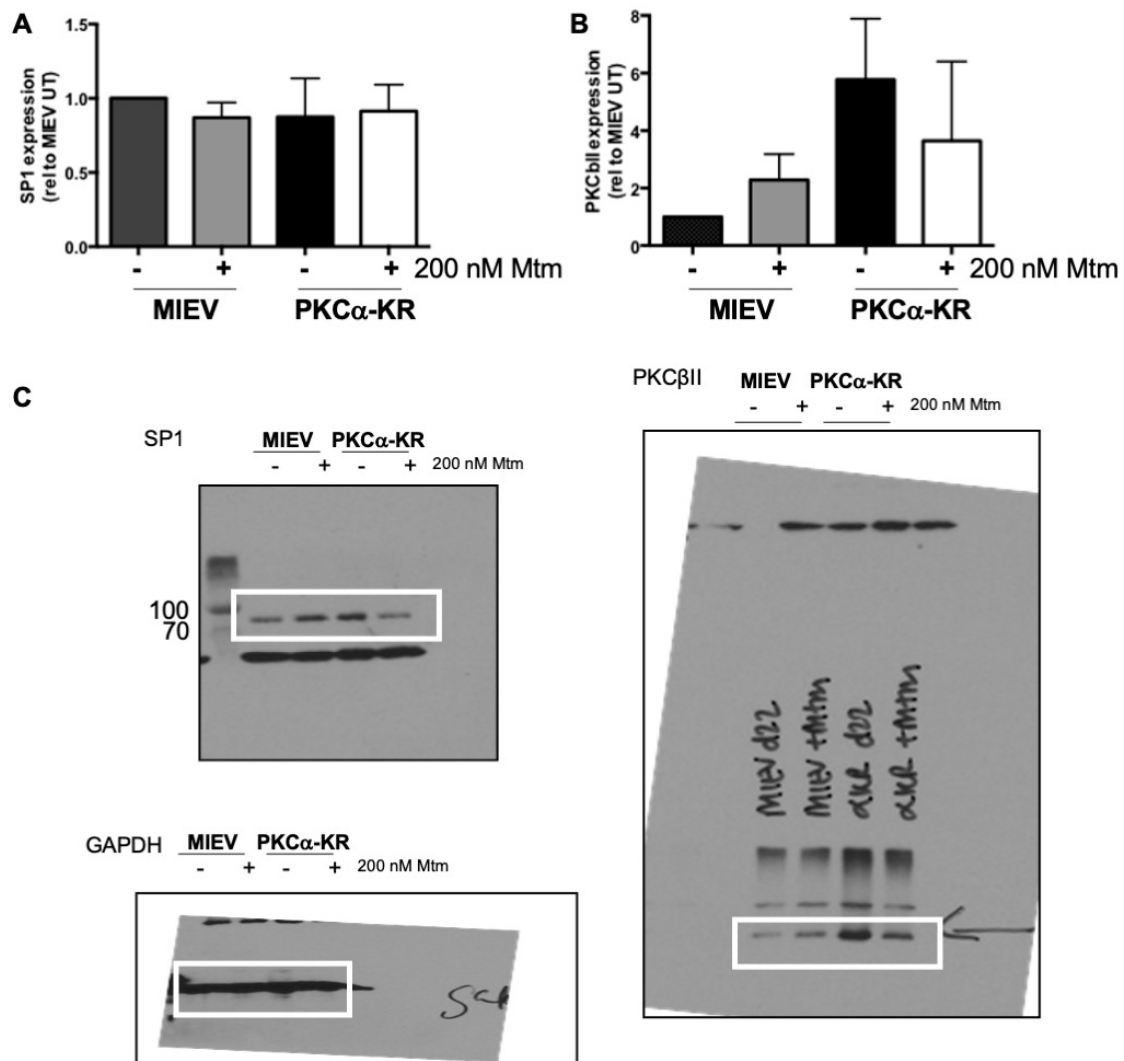 A
SP1 expression
(rel to MIEV UT)
1.5
1.0
0.5
0.0
- + - + 200 nM Mtm
MIEV PKCα-KR
B
PKCbII expression
(rel to MIEV UT)
8
6
4
2
0
- + - + 200 nM Mtm
MIEV PKCα-KR
C
SP1
MIEV PKCα-KR
- + - + 200 nM Mtm
100
70
GAPDH
MIEV PKCα-KR
- + - + 200 nM Mtm
PKCβII
MIEV PKCα-KR
- + - + 200 nM Mtm
MIEV d22
MIEV +Mtm
αKR d22
αKR +Mtm